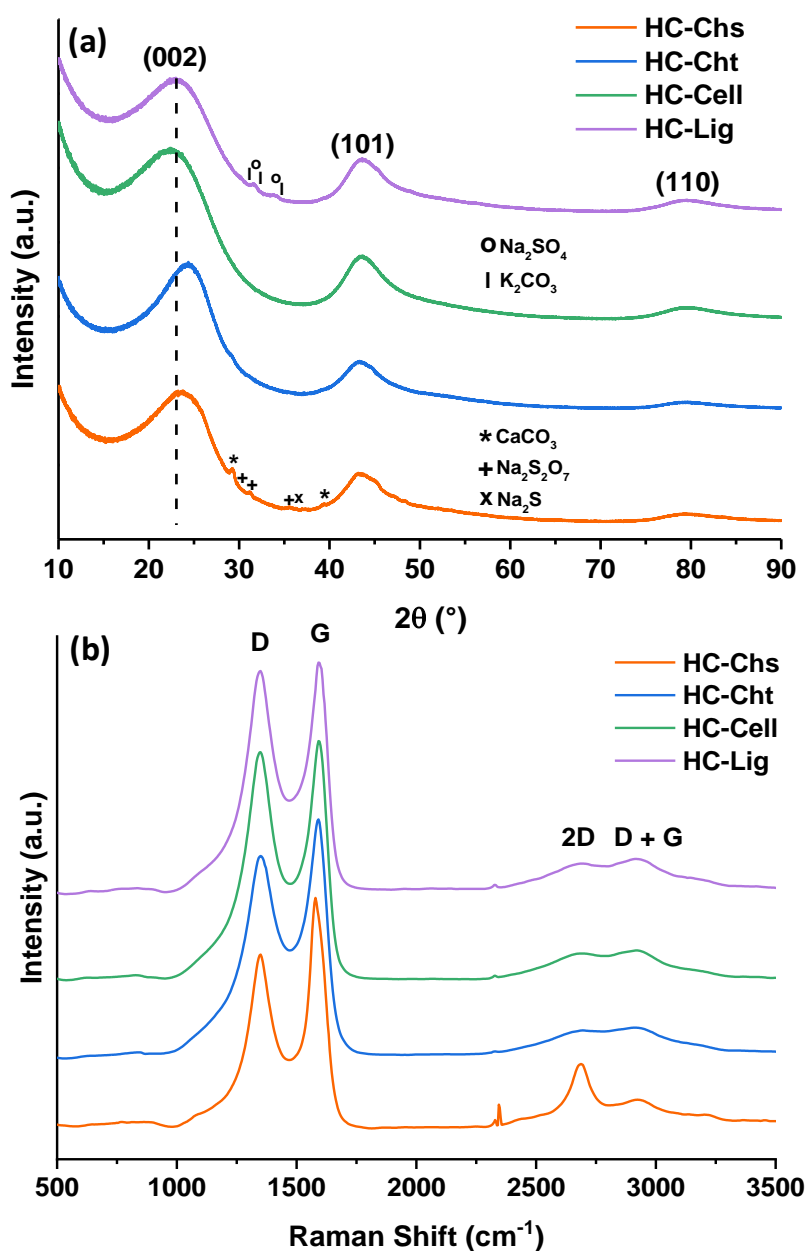 (a)
HC-Chs
HC-Cht
HC-Cell
HC-Lig
(002)
(101)
(110)
o
I I
o
I
o Na₂SO₄
I K₂CO₃
* CaCO₃
+ Na₂S₂O₇
x Na₂S
*
+ +
+ x
*
Intensity (a.u.)
10 20 30 40 50 60 70 80 90
2θ (°)
(b)
D
G
HC-Chs
HC-Cht
HC-Cell
HC-Lig
2D D + G
Intensity (a.u.)
500 1000 1500 2000 2500 3000 3500
Raman Shift (cm⁻¹)